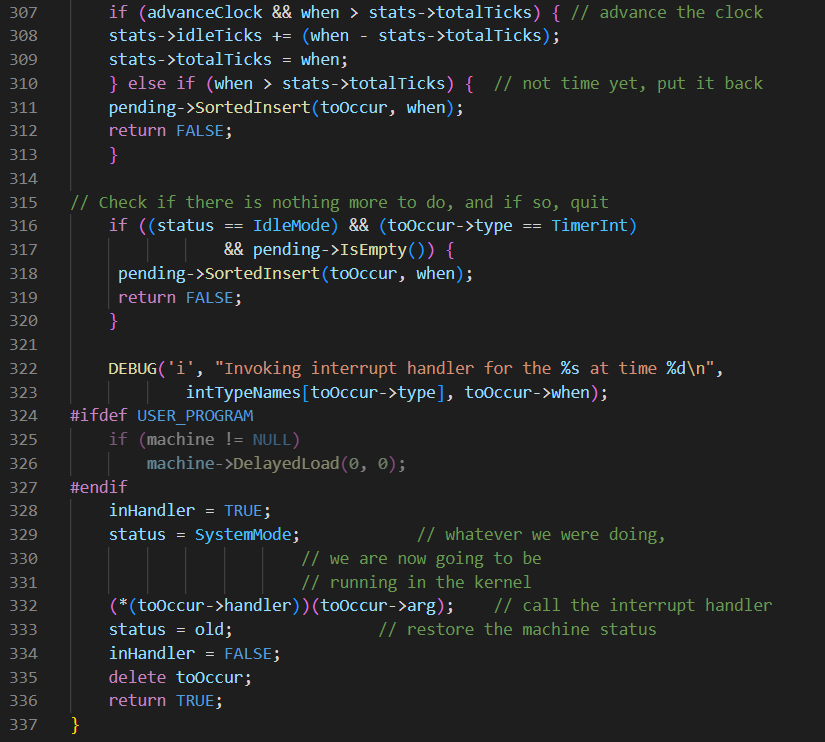 307 if (advanceClock && when > stats->totalTicks) { // advance the clock
308 stats->idleTicks += (when - stats->totalTicks);
309 stats->totalTicks = when;
310 } else if (when > stats->totalTicks) { // not time yet, put it back
311 pending->SortedInsert(toOccur, when);
312 return FALSE;
313 }
314
315 // Check if there is nothing more to do, and if so, quit
316 if ((status == IdleMode) && (toOccur->type == TimerInt)
317 && pending->IsEmpty()) {
318 pending->SortedInsert(toOccur, when);
319 return FALSE;
320 }
321
322 DEBUG('i', "Invoking interrupt handler for the %s at time %d\n",
323 intTypeNames[toOccur->type], toOccur->when);
324 #ifdef USER_PROGRAM
325 if (machine != NULL)
326 machine->DelayedLoad(0, 0);
327 #endif
328 inHandler = TRUE;
329 status = SystemMode; // whatever we were doing,
330 // we are now going to be
331 // running in the kernel
332 (*(toOccur->handler))(toOccur->arg); // call the interrupt handler
333 status = old; // restore the machine status
334 inHandler = FALSE;
335 delete toOccur;
336 return TRUE;
337 }